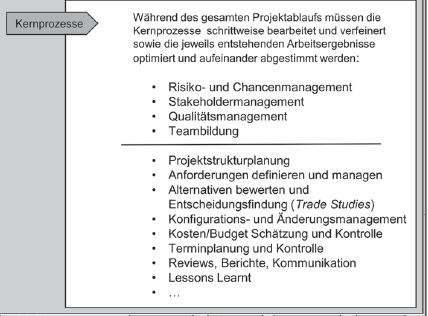 Kernprozesse
Während des gesamten Projektablaufs müssen die
Kernprozesse schrittweise bearbeitet und verfeinert
sowie die jeweils entstehenden Arbeitsergebnisse
optimiert und aufeinander abgestimmt werden:
• Risiko- und Chancenmanagement
• Stakeholdermanagement
• Qualitätsmanagement
• Teambildung
• Projektstrukturplanung
• Anforderungen definieren und managen
• Alternativen bewerten und
Entscheidungsfindung (Trade Studies)
• Konfigurations- und Änderungsmanagement
• Kosten/Budget Schätzung und Kontrolle
• Terminplanung und Kontrolle
• Reviews, Berichte, Kommunikation
• Lessons Learnt
• ...